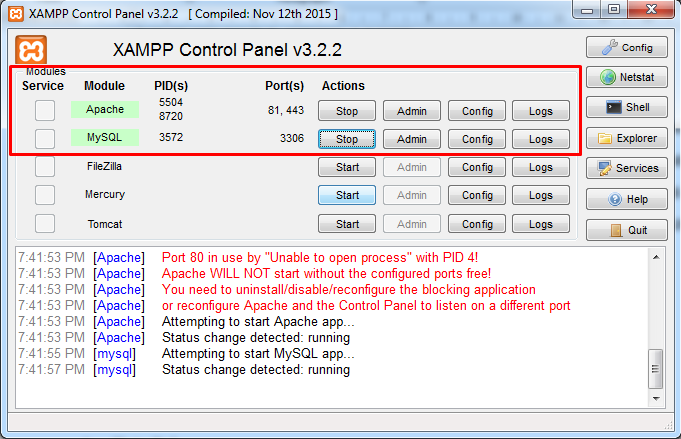 XAMPP Control Panel v3.2.2 [ Compiled: Nov 12th 2015 ]
XAMPP Control Panel v3.2.2
Config
Modules
Service Module PID(s) Port(s) Actions
Netstat
Apache 5504 8720 81, 443 Stop Admin Config Logs
Shell
MySQL 3572 3306 Stop Admin Config Logs
Explorer
FileZilla Start Admin Config Logs
Services
Mercury Start Admin Config Logs
Help
Tomcat Start Admin Config Logs
Quit
7:41:53 PM [Apache] Port 80 in use by "Unable to open process" with PID 4!
7:41:53 PM [Apache] Apache WILL NOT start without the configured ports free!
7:41:53 PM [Apache] You need to uninstall/disable/reconfigure the blocking application
7:41:53 PM [Apache] or reconfigure Apache and the Control Panel to listen on a different port
7:41:53 PM [Apache] Attempting to start Apache app...
7:41:53 PM [Apache] Status change detected: running
7:41:55 PM [mysql] Attempting to start MySQL app...
7:41:57 PM [mysql] Status change detected: running